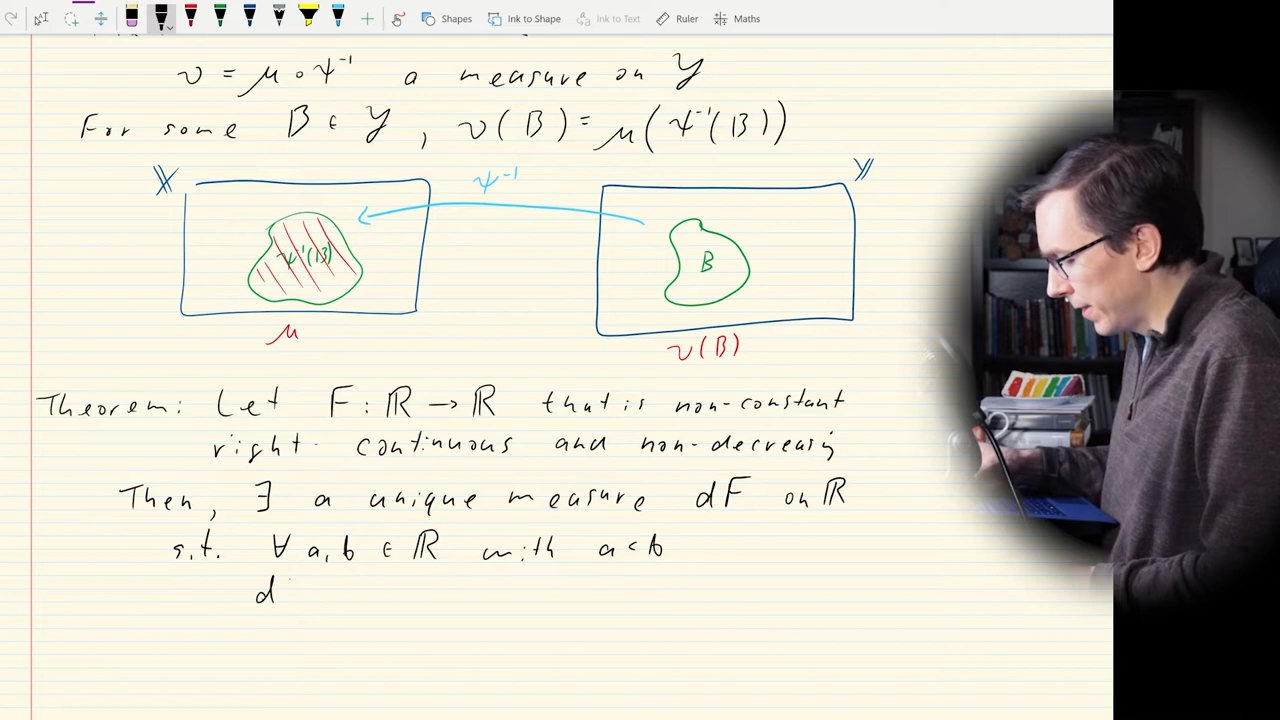 Shapes Ink to Shape Ink to Text Ruler Maths
ν = μ ∘ ψ⁻¹ a measure on 𝒴
For some B ∈ 𝒴, ν(B) = μ(ψ⁻¹(B))
𝕏 ψ⁻¹ 𝕐
ψ⁻¹(B) B
μ ν(B)
Theorem: Let F: ℝ → ℝ that is non-constant
right-continuous and non-decreasing
Then, ∃ a unique measure dF on ℝ
s.t. ∀ a,b ∈ ℝ with a<b
d